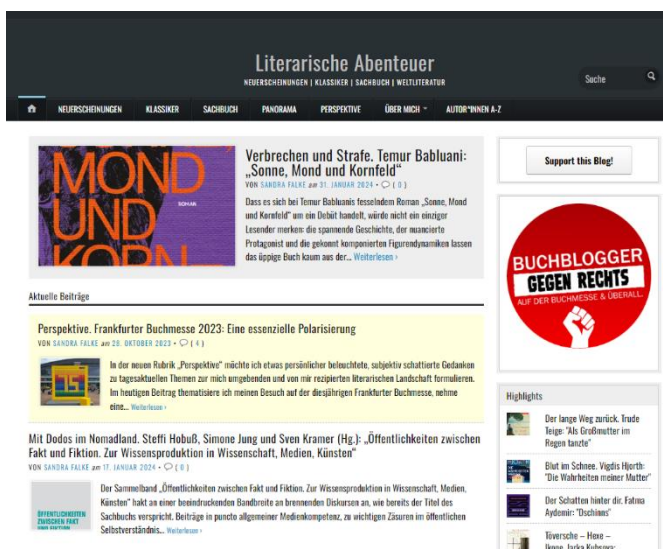 Literarische Abenteuer
NEUERSCHEINUNGEN | KLASSIKER | SACHBUCH | WELTLITERATUR
Suche
NEUERSCHEINUNGEN KLASSIKER SACHBUCH PANORAMA PERSPEKTIVE ÜBER MICH AUTOR*INNEN A-Z
MOND
UND
KORN
ROMAN
Verbrechen und Strafe. Temur Babluani:
„Sonne, Mond und Kornfeld“
VON SANDRA FALKE am 31. JANUAR 2024 • ( 0 )
Dass es sich bei Temur Babluanis fesselndem Roman „Sonne, Mond
und Kornfeld“ um ein Debüt handelt, würde nicht ein einziger
Lesender merken: die spannende Geschichte, der nuancierte
Protagonist und die gekonnt komponierten Figurendynamiken lassen
das üppige Buch kaum aus der... Weiterlesen ›
Aktuelle Beiträge
Perspektive. Frankfurter Buchmesse 2023: Eine essenzielle Polarisierung
VON SANDRA FALKE am 28. OKTOBER 2023 • ( 4 )
In der neuen Rubrik „Perspektive“ möchte ich etwas persönlicher beleuchtete, subjektiv schattierte Gedanken
zu tagesaktuellen Themen zur mich umgebenden und von mir rezipierten literarischen Landschaft formulieren.
Im heutigen Beitrag thematisiere ich meinen Besuch auf der diesjährigen Frankfurter Buchmesse, nehme
eine... Weiterlesen ›
Mit Dodos im Nomadland. Steffi Hobuß, Simone Jung und Sven Kramer (Hg.): „Öffentlichkeiten zwischen
Fakt und Fiktion. Zur Wissensproduktion in Wissenschaft, Medien, Künsten“
VON SANDRA FALKE am 17. JANUAR 2024 • ( 0 )
Der Sammelband „Öffentlichkeiten zwischen Fakt und Fiktion. Zur Wissensproduktion in Wissenschaft, Medien,
Künsten“ hakt an einer beeindruckenden Bandbreite an brennenden Diskursen an, wie bereits der Titel des
Sachbuchs verspricht. Beiträge in puncto allgemeiner Medienkompetenz, zu wichtigen Zäsuren im öffentlichen
Selbstverständnis... Weiterlesen ›
ÖFFENTLICHKEITEN
ZWISCHEN FAKT
UND FIKTION
Support this Blog!
BUCHBLOGGER
GEGEN RECHTS
AUF DER BUCHMESSE & ÜBERALL.
Highlights
Der lange Weg zurück. Trude
Teige: "Als Großmutter im
Regen tanzte"
Blut im Schnee. Vigdis Hjorth:
"Die Wahrheiten meiner Mutter"
Der Schatten hinter dir. Fatma
Aydemir: "Dschinns"
Töversche – Hexe –